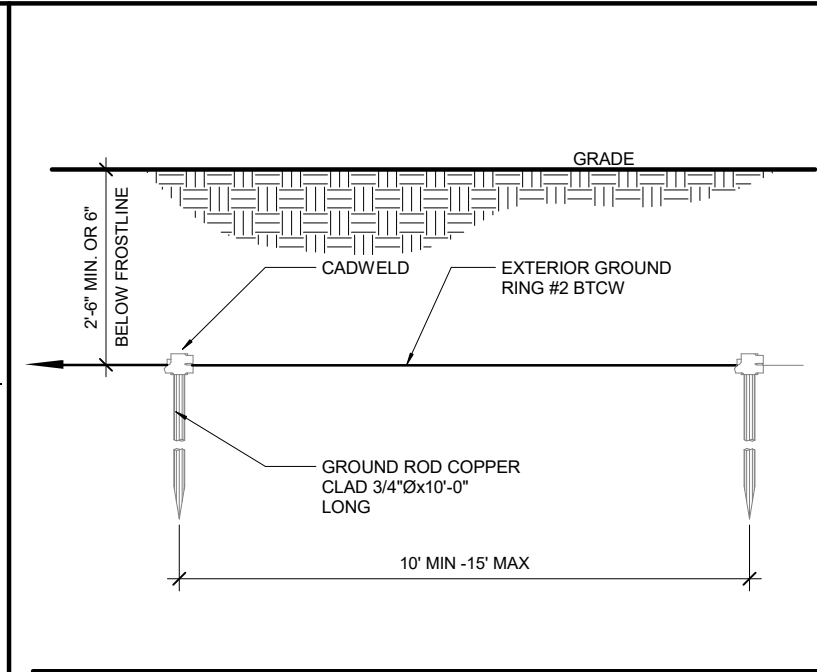 GRADE
2'-6" MIN. OR 6"
BELOW FROSTLINE
CADWELD
EXTERIOR GROUND
RING #2 BTCW
GROUND ROD COPPER
CLAD 3/4"Øx10'-0"
LONG
10' MIN -15' MAX